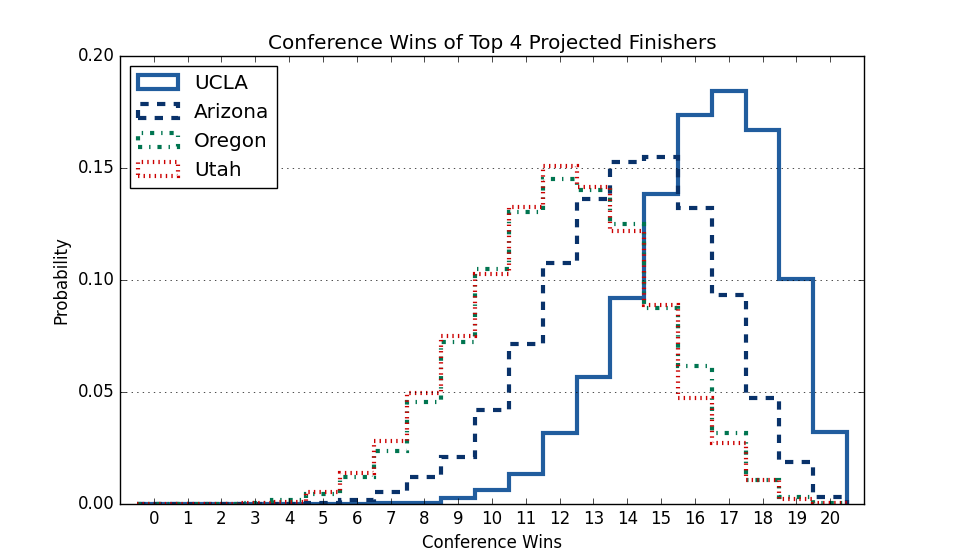 Conference Wins of Top 4 Projected Finishers
0.20
0.15
0.10
0.05
0.00
Probability
UCLA
Arizona
Oregon
Utah
0 1 2 3 4 5 6 7 8 9 10 11 12 13 14 15 16 17 18 19 20
Conference Wins